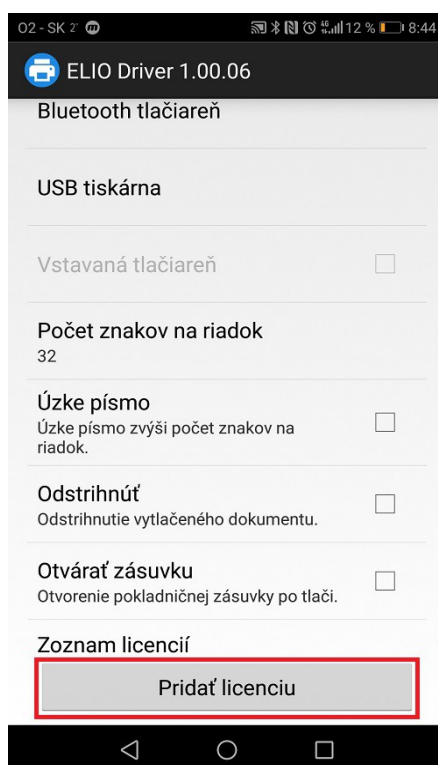 O2 - SK 12 % 8:44
ELIO Driver 1.00.06
Bluetooth tlačiareň
USB tiskárna
Vstavaná tlačiareň
Počet znakov na riadok
32
Úzke písmo
Úzke písmo zvýši počet znakov na
riadok.
Odstrihnúť
Odstrihnutie vytlačeného dokumentu.
Otvárať zásuvku
Otvorenie pokladničnej zásuvky po tlači.
Zoznam licencií
Pridať licenciu